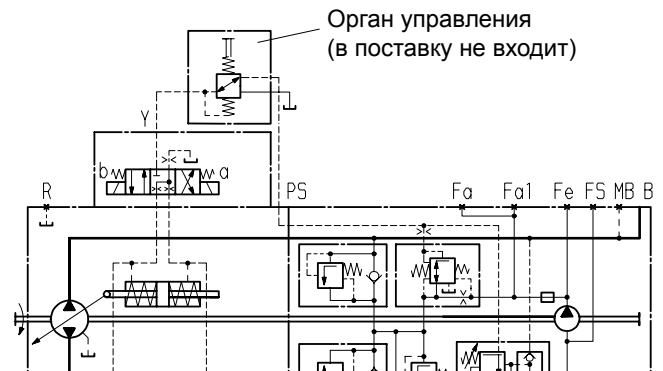 Орган управления
(в поставку не входит)
Y
b a
R PS Fa Fa1 Fe FS MB B